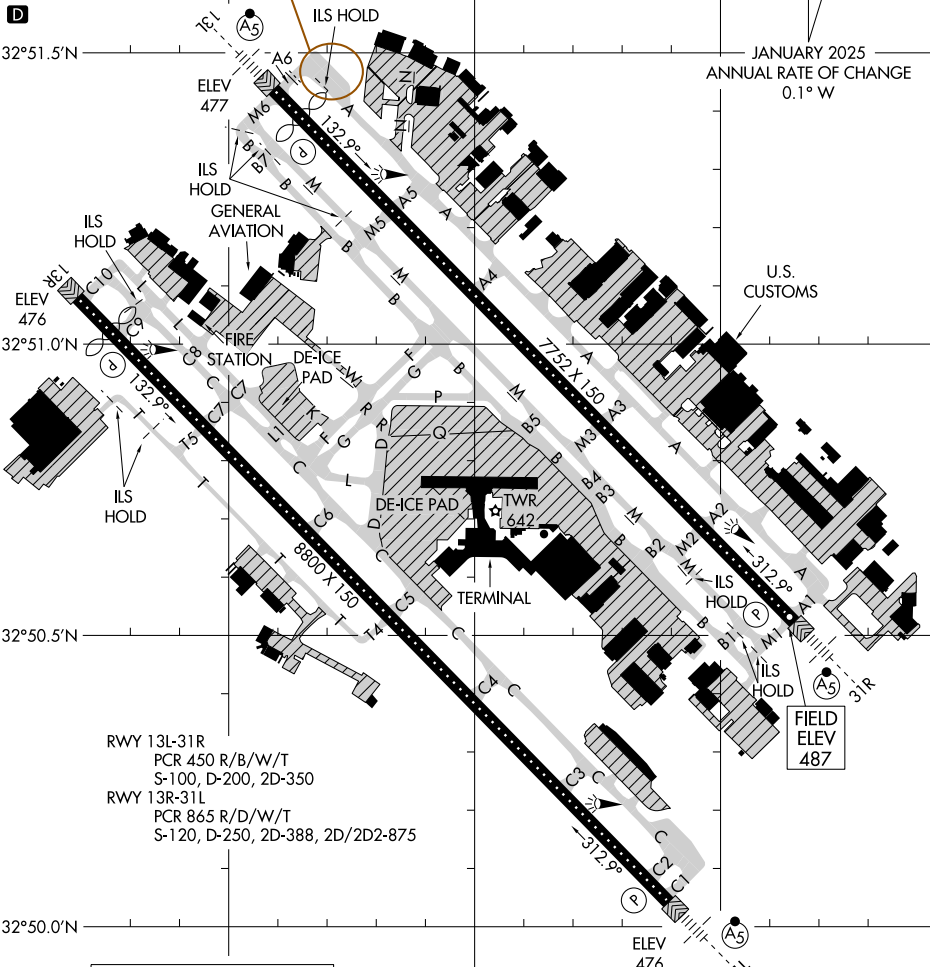 D
13L
A5
ILS HOLD
32°51.5'N
A6
JANUARY 2025
ANNUAL RATE OF CHANGE
0.1° W
ELEV
477
M6
A
N
N
N
132.9°
P
B
B7
B
M
ILS
HOLD
A5
A
M5
B
GENERAL
AVIATION
ILS
HOLD
M
B
A4
U.S.
CUSTOMS
13R
C10
L
ELEV
476
C9
L
FIRE
STATION
C8
32°51.0'N
DE-ICE
PAD
W
G
F
B
7752 X 150
A
P
132.9°
C
C
C7
K
R
R
P
M
A3
B5
T
T5
L1
F
G
D
Q
M3
A
B
C
L
ILS
HOLD
T
B4
B3
DE-ICE PAD
TWR
642
A2
C6
D
M
M2
B
B2
C
312.9°
A
T
8800 X 150
M
ILS
HOLD
TERMINAL
C5
P
A1
T
T4
C
B
B1
M1
32°50.5'N
ILS
HOLD
A5
31R
C4
C
FIELD
ELEV
487
RWY 13L-31R
PCR 450 R/B/W/T
S-100, D-200, 2D-350
RWY 13R-31L
PCR 865 R/D/W/T
S-120, D-250, 2D-388, 2D/2D2-875
C3
C
312.9°
C
C2
C1
P
32°50.0'N
A5
ELEV
476